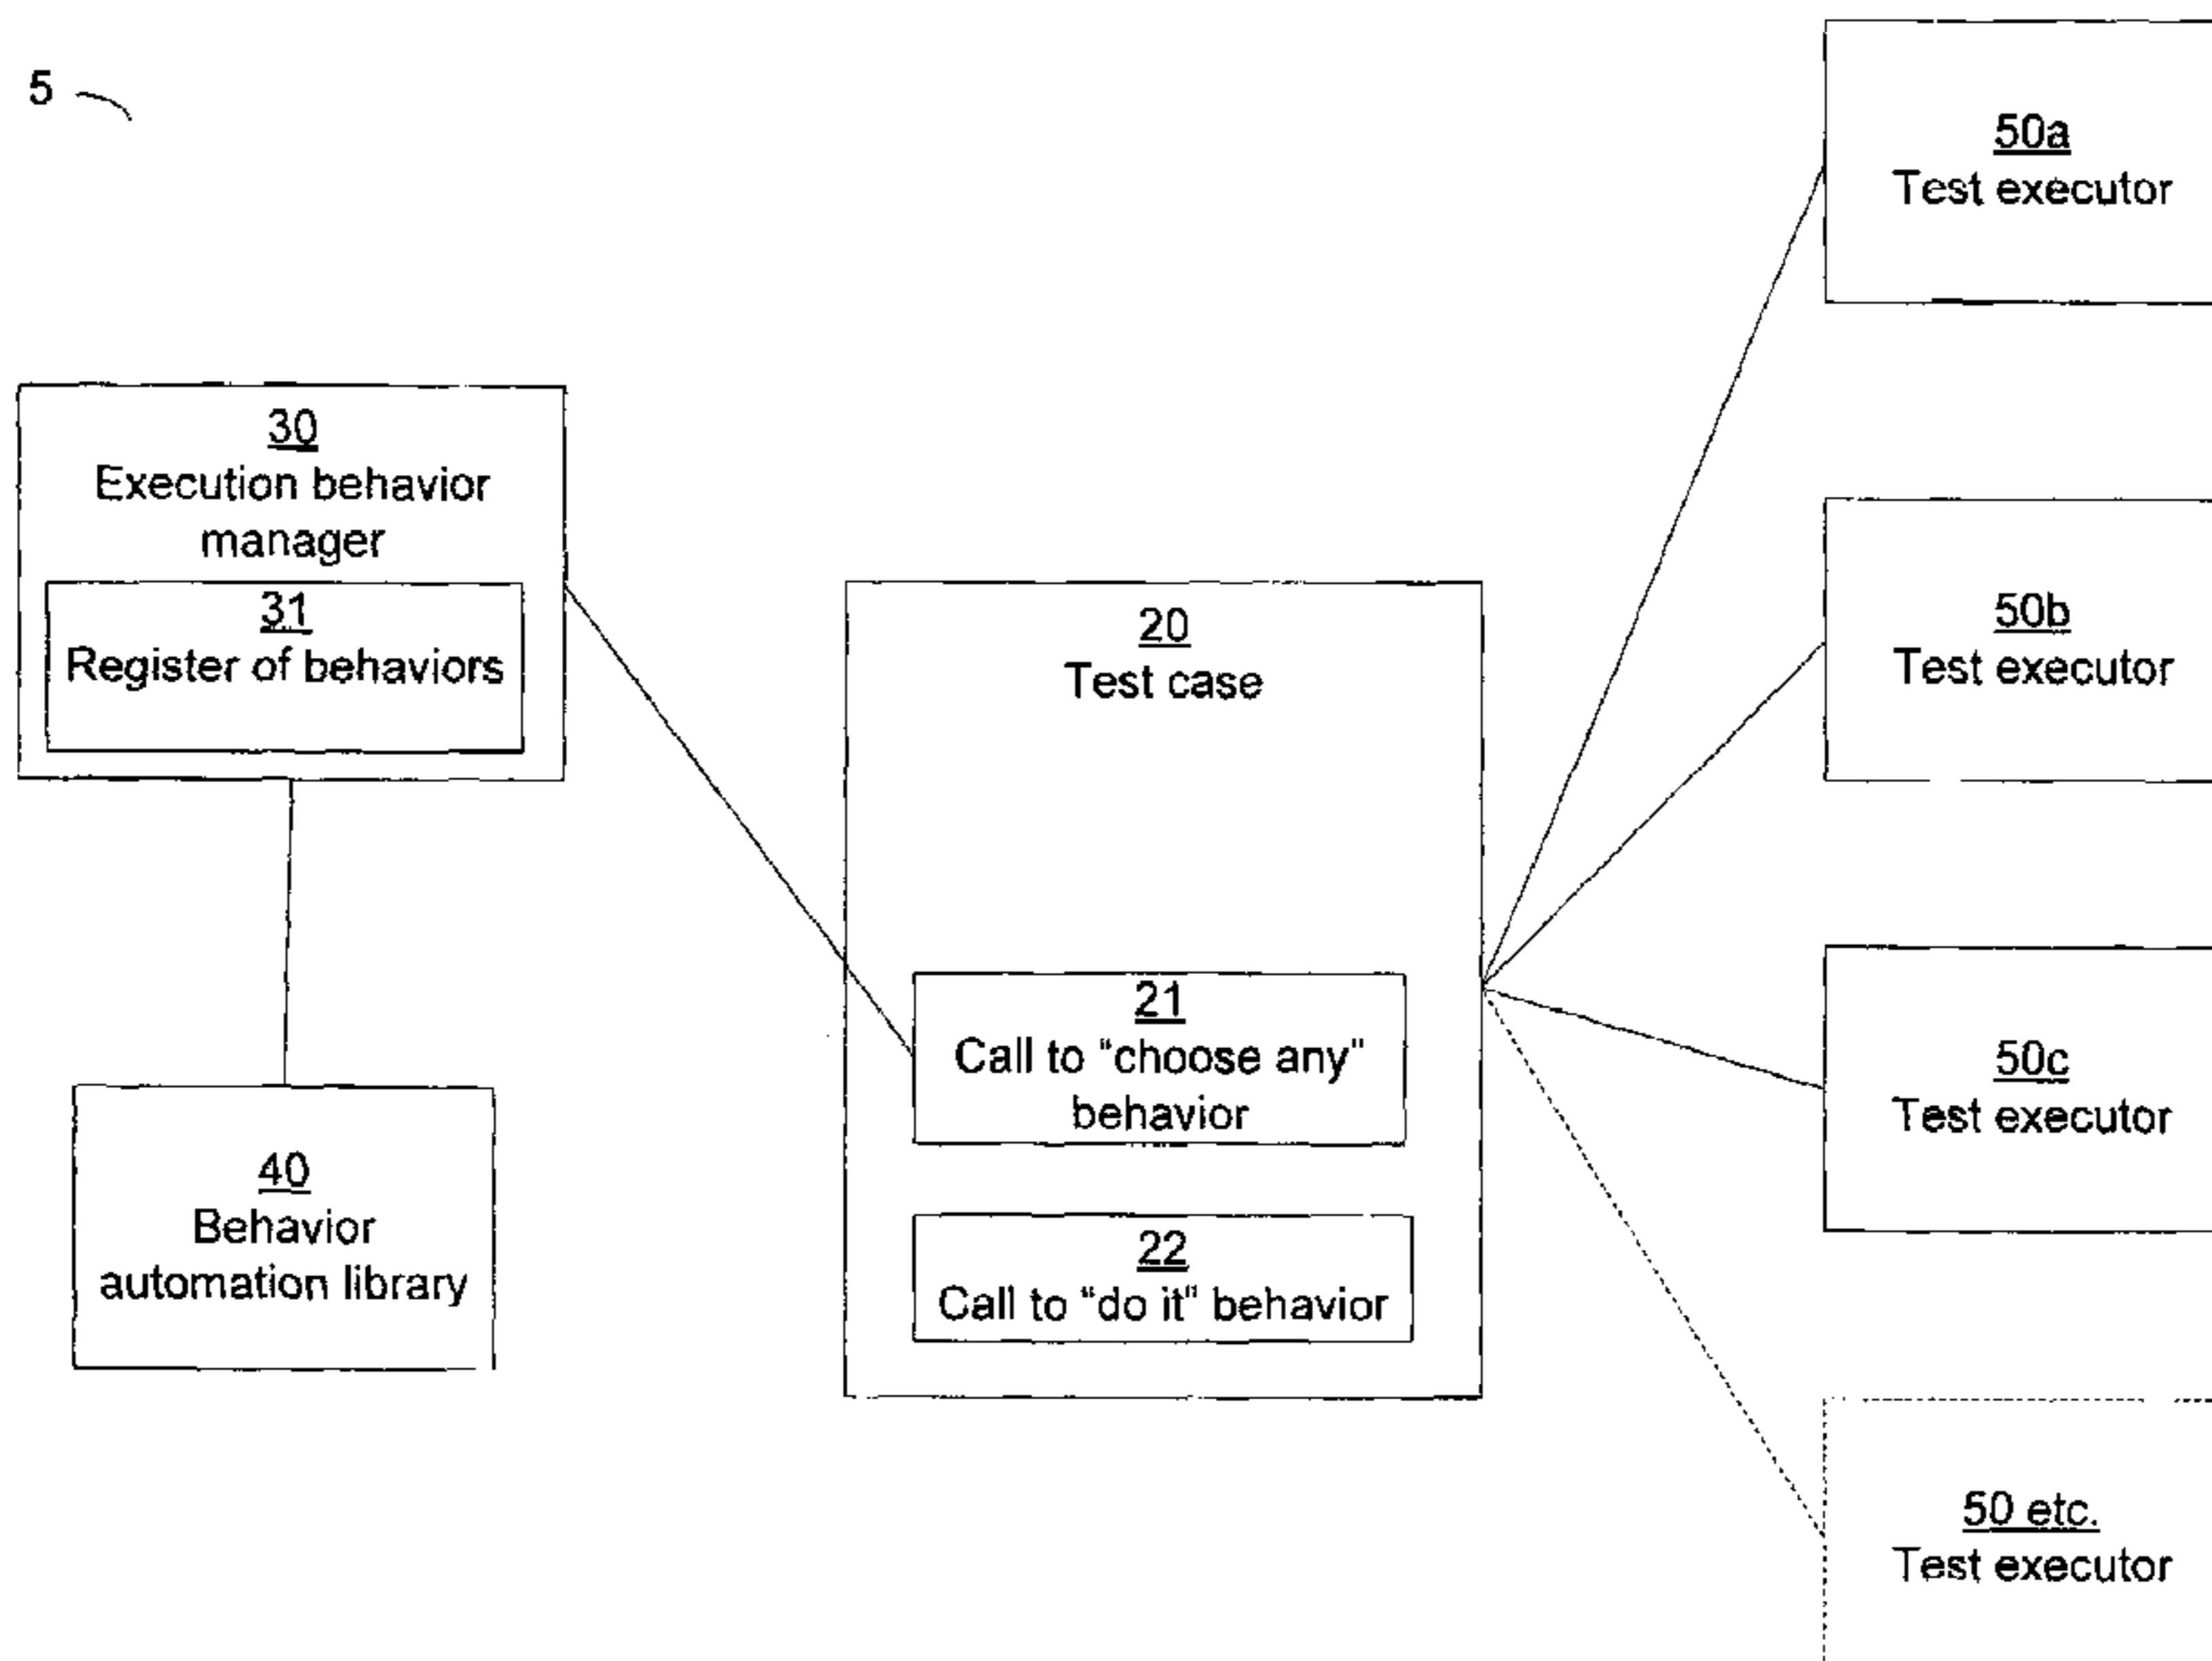 5
50a
Test executor
30
Execution behavior
manager
31
Register of behaviors
50b
Test executor
20
Test case
21
Call to "choose any"
behavior
50c
Test executor
40
Behavior
automation library
22
Call to "do it" behavior
50 etc.
Test executor